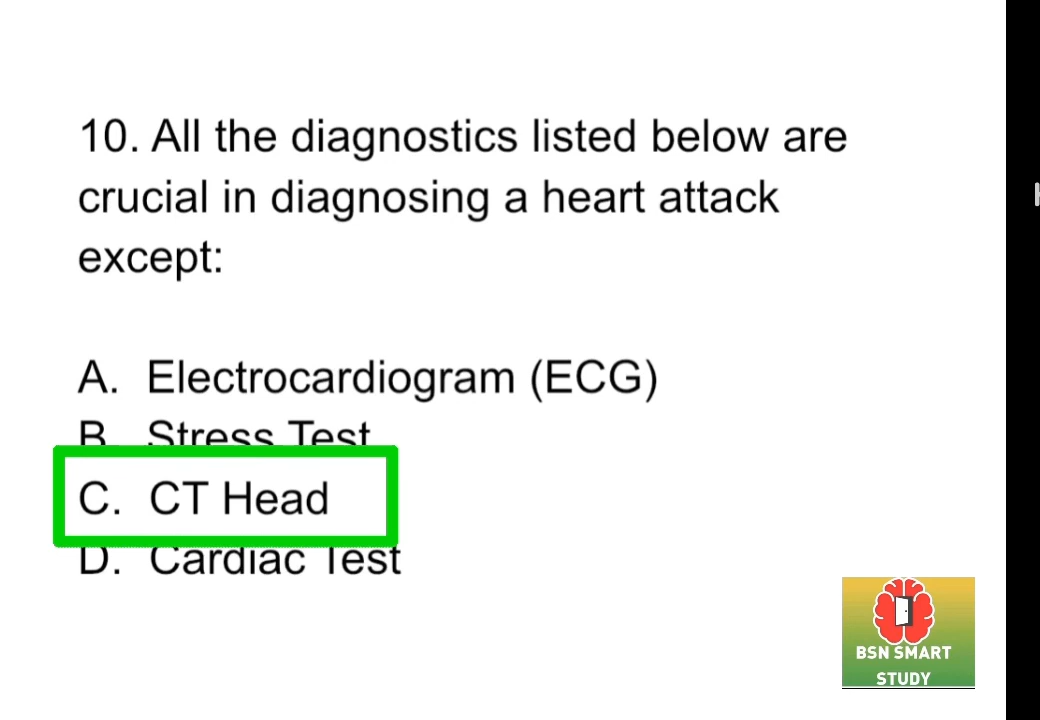 10. All the diagnostics listed below are
crucial in diagnosing a heart attack
except:
A. Electrocardiogram (ECG)
B. Stress Test
C. CT Head
D. Cardiac Test
BSN SMART
STUDY